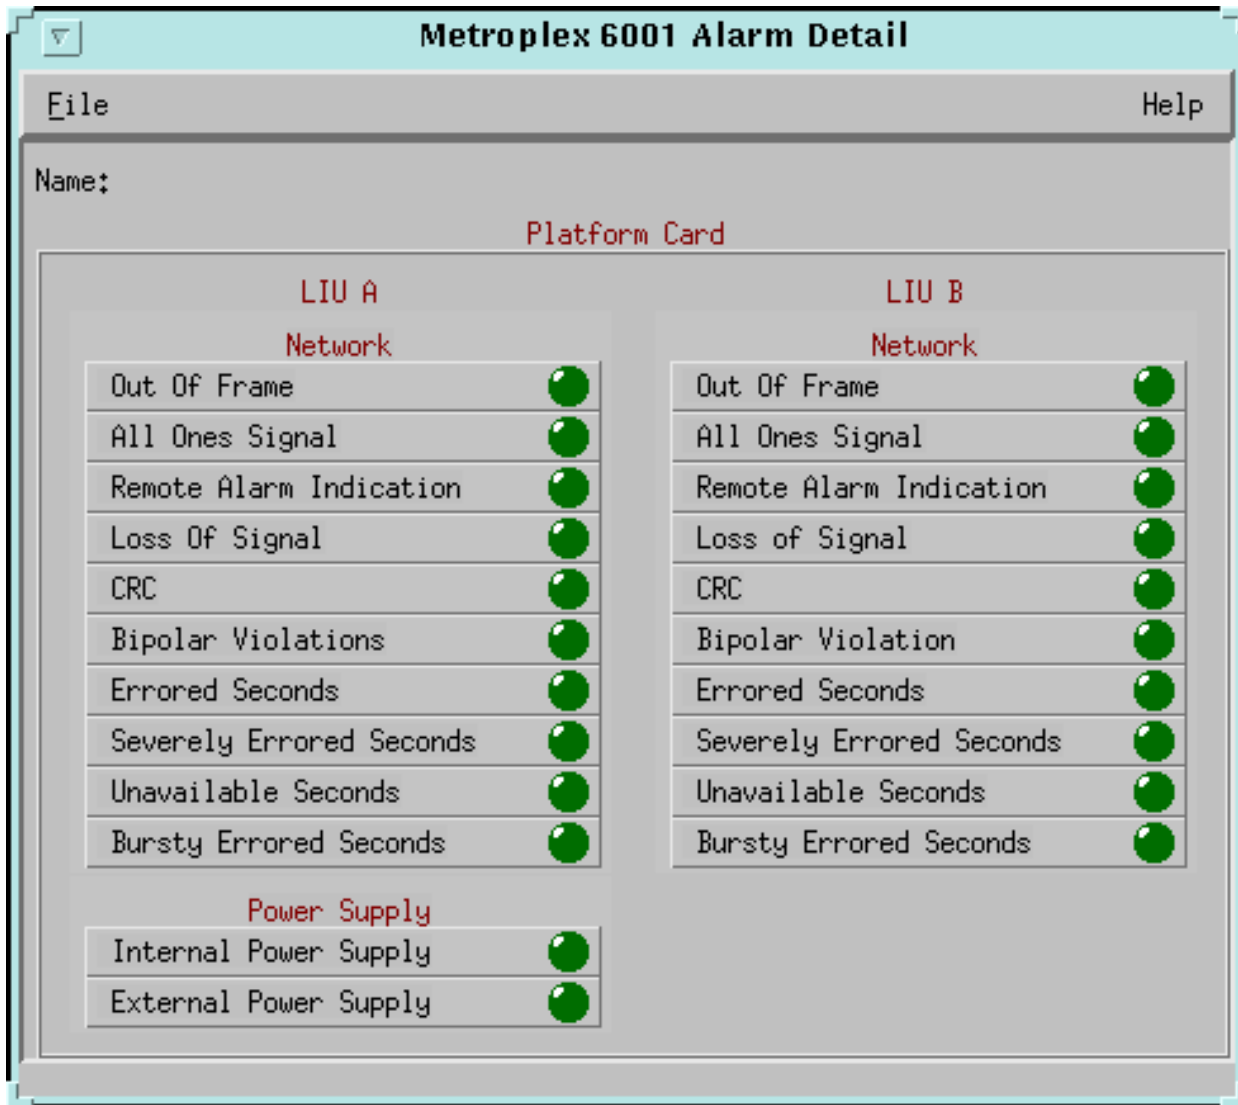 Metroplex 6001 Alarm Detail
File Help
Name:
Platform Card
LIU A
Network
Out Of Frame
All Ones Signal
Remote Alarm Indication
Loss Of Signal
CRC
Bipolar Violations
Errored Seconds
Severely Errored Seconds
Unavailable Seconds
Bursty Errored Seconds
Power Supply
Internal Power Supply
External Power Supply
LIU B
Network
Out Of Frame
All Ones Signal
Remote Alarm Indication
Loss of Signal
CRC
Bipolar Violation
Errored Seconds
Severely Errored Seconds
Unavailable Seconds
Bursty Errored Seconds